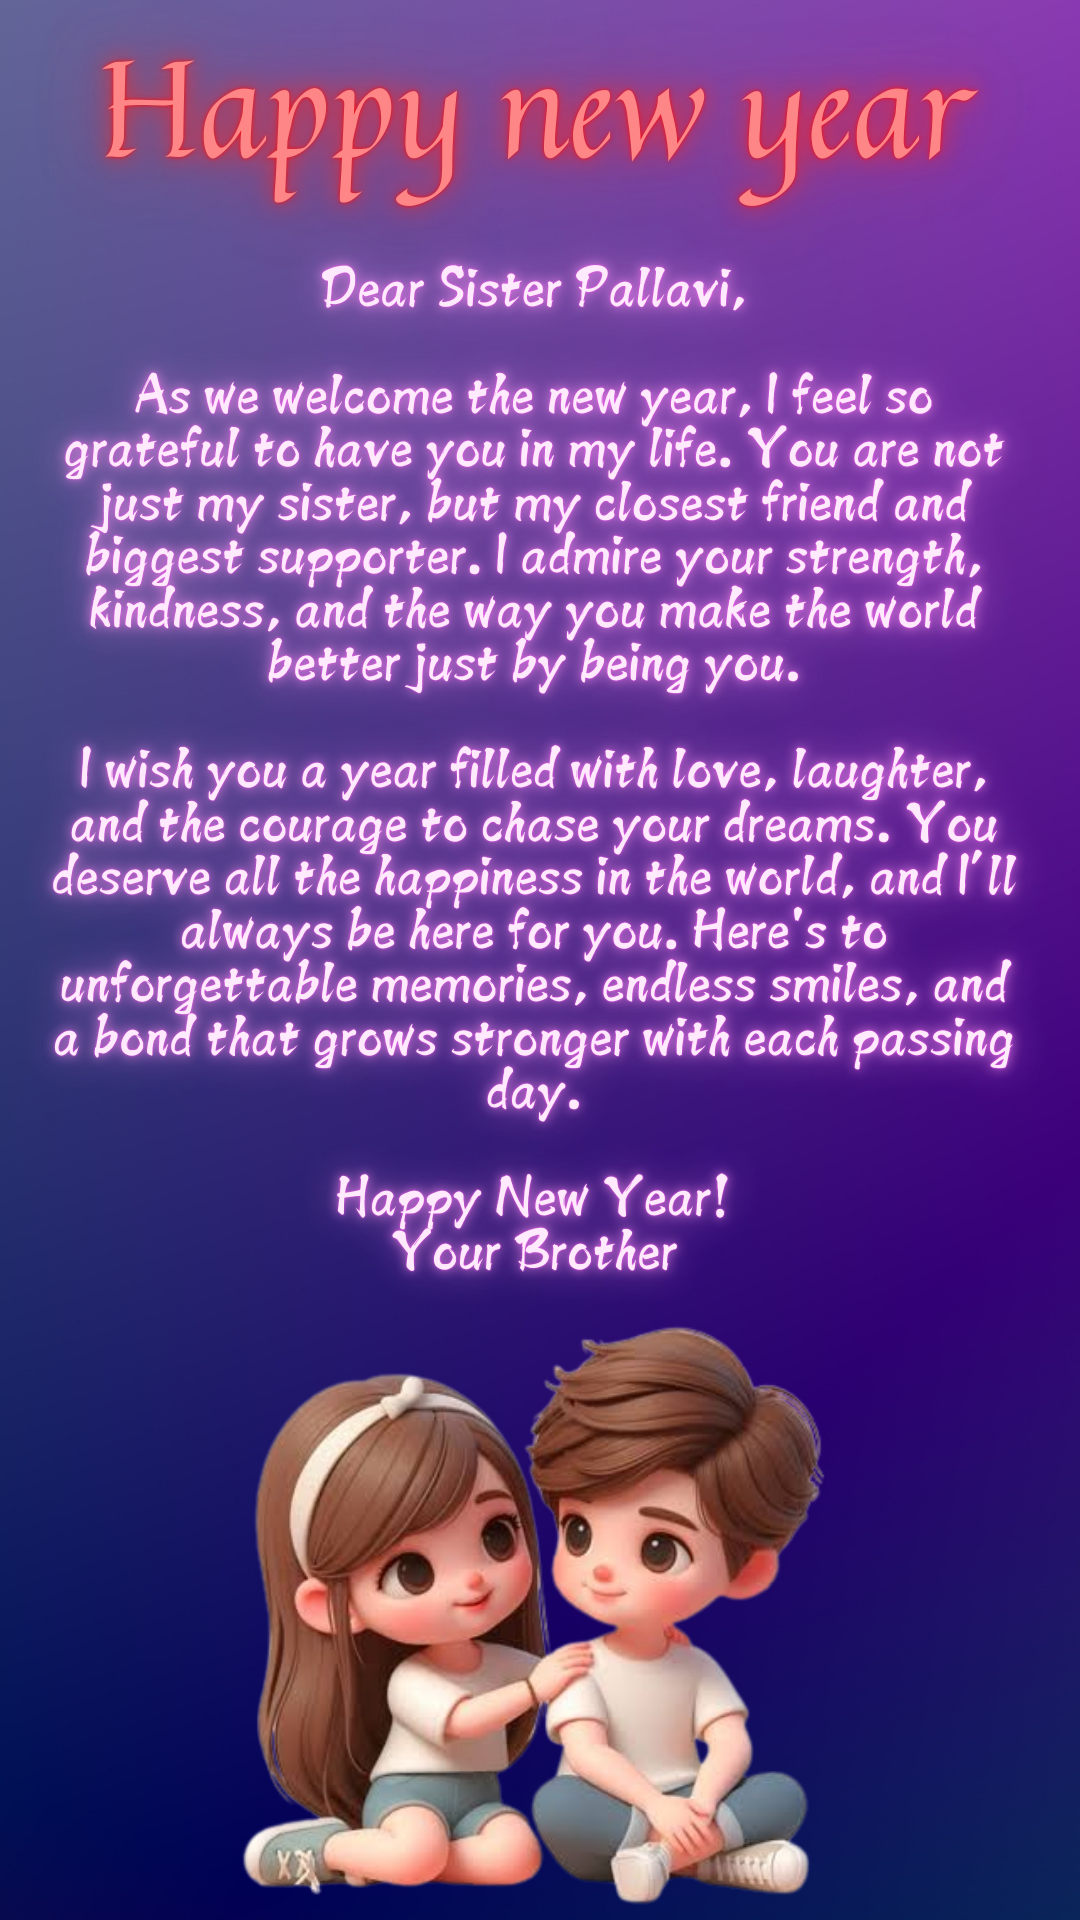 Happy new year
Dear Sister Pallavi,
As we welcome the new year, I feel so
grateful to have you in my life. You are not
just my sister, but my closest friend and
biggest supporter. I admire your strength,
kindness, and the way you make the world
better just by being you.
I wish you a year filled with love, laughter,
and the courage to chase your dreams. You
deserve all the happiness in the world, and I’ll
always be here for you. Here's to
unforgettable memories, endless smiles, and
a bond that grows stronger with each passing
day.
Happy New Year!
Your Brother